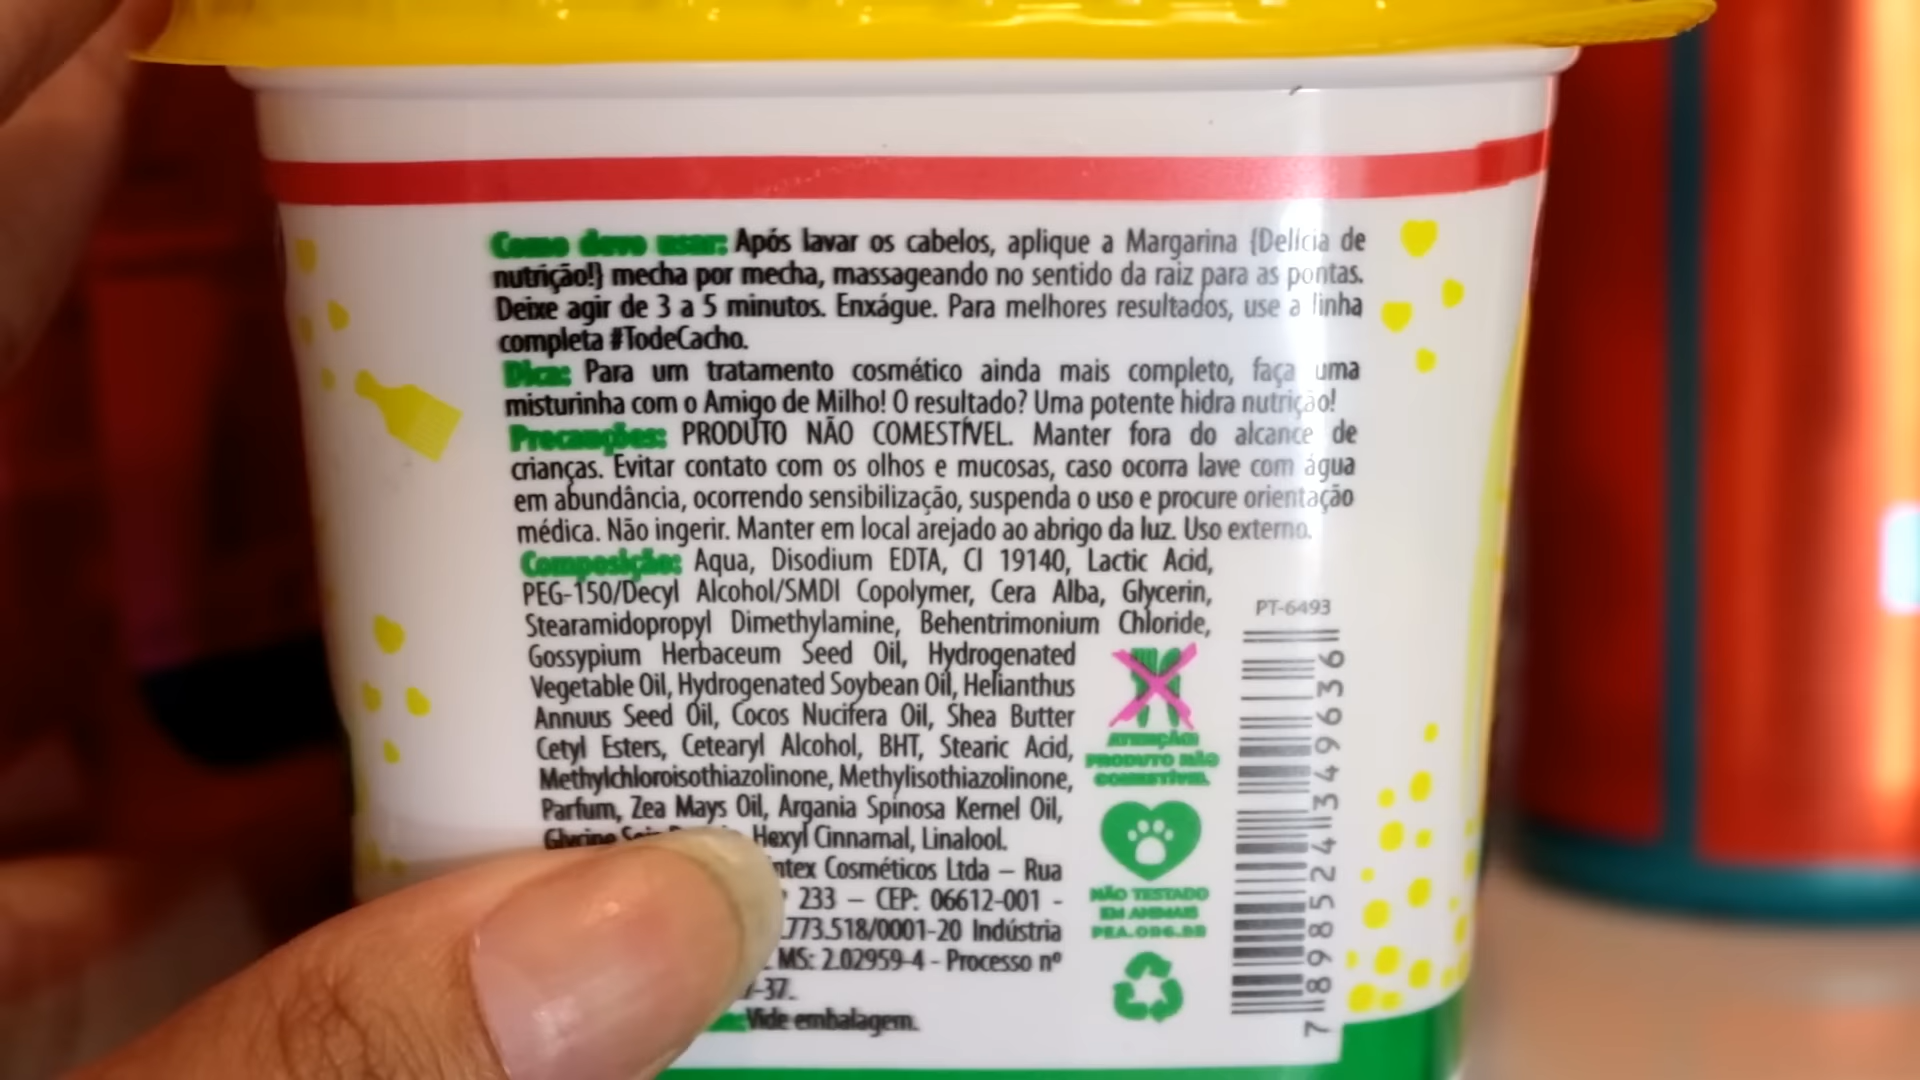 Como devo usar: Após lavar os cabelos, aplique a Margarina {Delícia de
nutrição!} mecha por mecha, massageando no sentido da raiz para as pontas.
Deixe agir de 3 a 5 minutos. Enxágue. Para melhores resultados, use a linha
completa #TodeCacho.
Dica: Para um tratamento cosmético ainda mais completo, faça uma
misturinha com o Amigo de Milho! O resultado? Uma potente hidra nutrição!
Precauções: PRODUTO NÃO COMESTÍVEL. Manter fora do alcance de
crianças. Evitar contato com os olhos e mucosas, caso ocorra lave com água
em abundância, ocorrendo sensibilização, suspenda o uso e procure orientação
médica. Não ingerir. Manter em local arejado ao abrigo da luz. Uso externo.
Composição: Aqua, Disodium EDTA, CI 19140, Lactic Acid,
PEG-150/Decyl Alcohol/SMDI Copolymer, Cera Alba, Glycerin,
Stearamidopropyl Dimethylamine, Behentrimonium Chloride,
Gossypium Herbaceum Seed Oil, Hydrogenated
Vegetable Oil, Hydrogenated Soybean Oil, Helianthus
Annuus Seed Oil, Cocos Nucifera Oil, Shea Butter
Cetyl Esters, Cetearyl Alcohol, BHT, Stearic Acid,
Methylchloroisothiazolinone, Methylisothiazolinone,
Parfum, Zea Mays Oil, Argania Spinosa Kernel Oil,
Hexyl Cinnamal, Linalool.
Cosméticos Ltda – Rua
233 – CEP: 06612-001 -
.773.518/0001-20 Indústria
MS: 2.02959-4 - Processo nº
-37.
Vide embalagem.
ATENÇÃO!
PRODUTO NÃO
COMESTÍVEL
NÃO TESTADO
EM ANIMAIS
PEA.ORG.BR
PT-6493
7 898524 349636